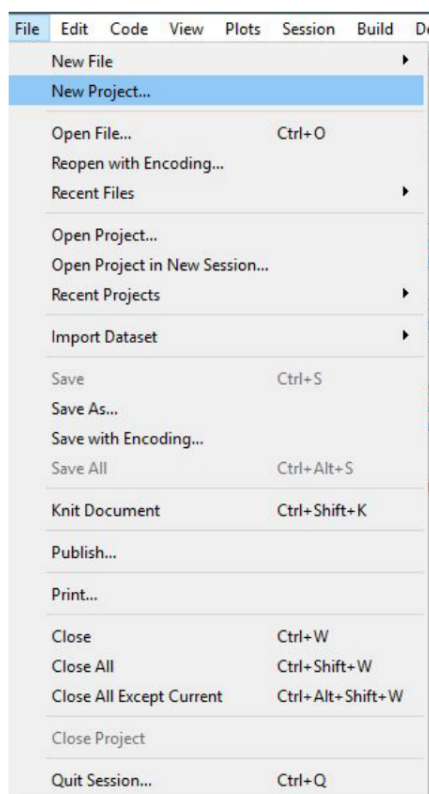 File Edit Code View Plots Session Build D
New File
New Project...
Open File... Ctrl+O
Reopen with Encoding...
Recent Files
Open Project...
Open Project in New Session...
Recent Projects
Import Dataset
Save Ctrl+S
Save As...
Save with Encoding...
Save All Ctrl+Alt+S
Knit Document Ctrl+Shift+K
Publish...
Print...
Close Ctrl+W
Close All Ctrl+Shift+W
Close All Except Current Ctrl+Alt+Shift+W
Close Project
Quit Session... Ctrl+Q